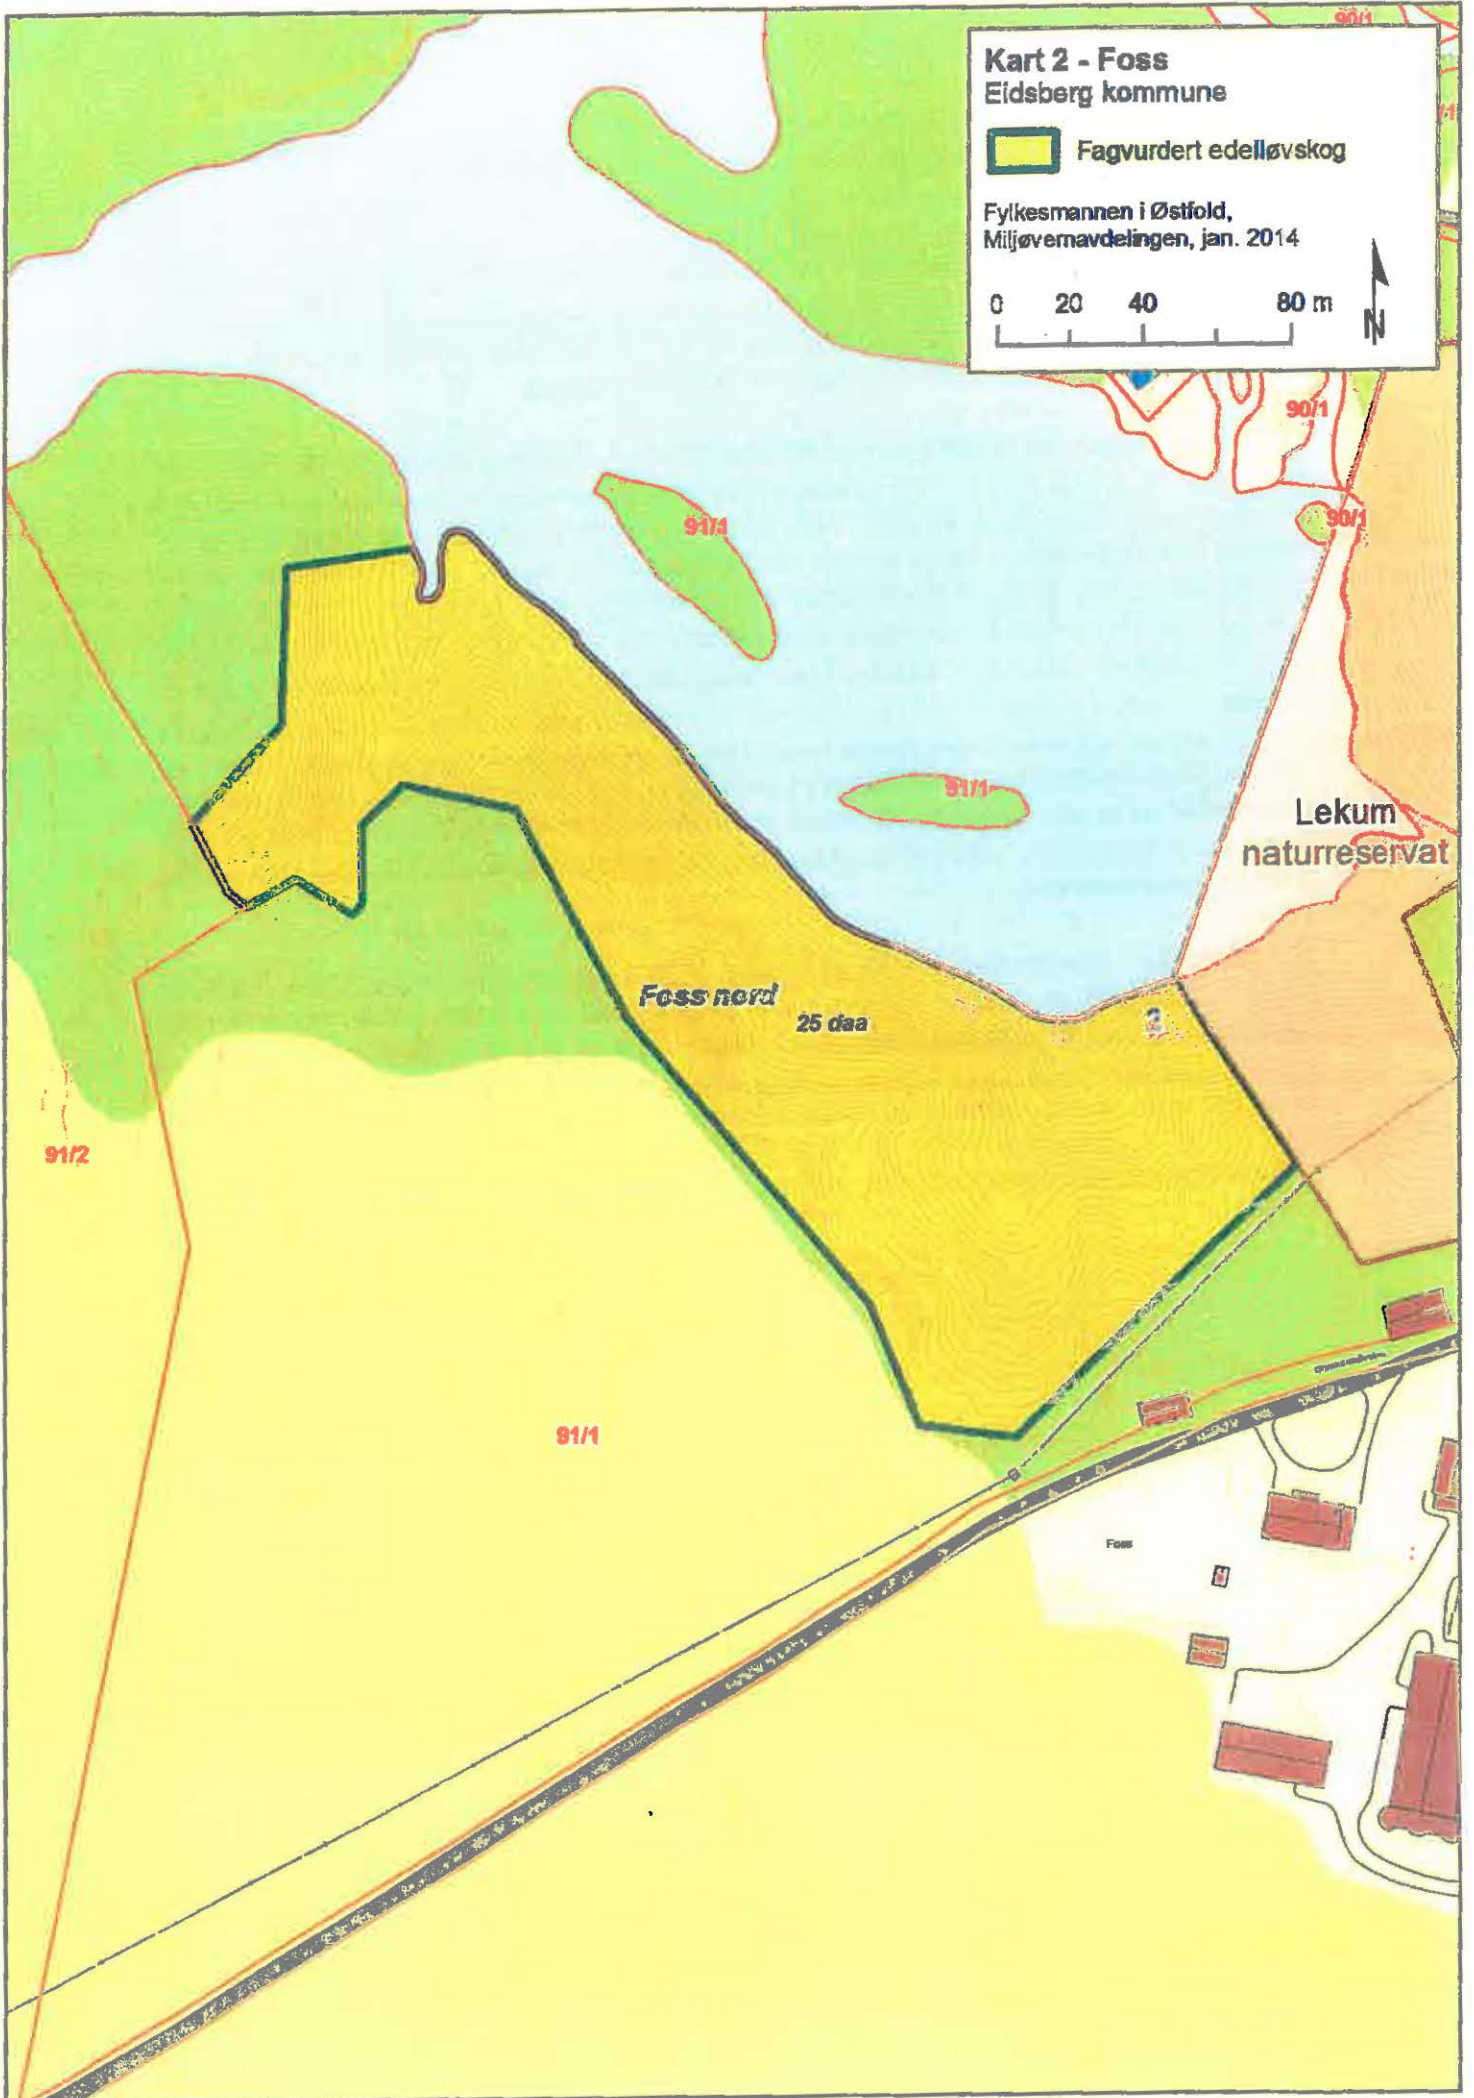 90/1
Kart 2 - Foss
Eidsberg kommune
Fagvurdert edelløvskog
Fylkesmannen i Østfold,
Miljøvernavdelingen, jan. 2014
0 20 40 80 m
N
90/1
91/1
90/1
91/1
Lekum
naturreservat
Foss nord
25 daa
2
91/2
91/1
Foss